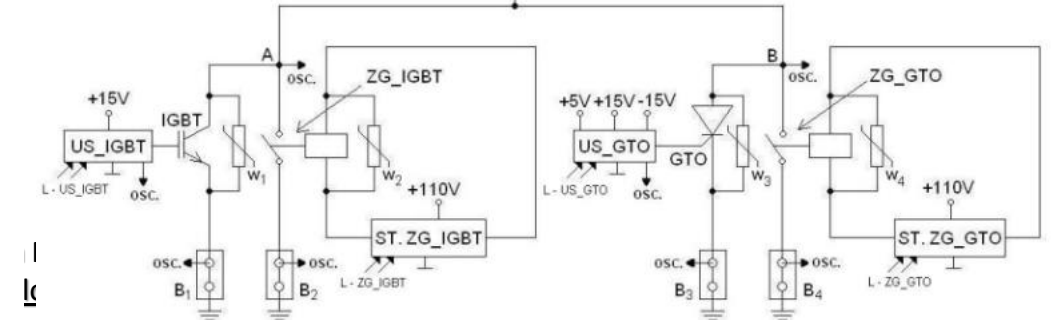 A
osc.
ZG_IGBT
B
osc.
ZG_GTO
+15V
IGBT
+5V +15V -15V
US_IGBT
US_GTO
GTO
L - US_IGBT
osc.
w1
w2
L - US_GTO
osc.
w3
w4
+110V
+110V
ST. ZG_IGBT
ST. ZG_GTO
osc.
osc.
osc.
osc.
B1
B2
L - ZG_IGBT
B3
B4
L - ZG_GTO